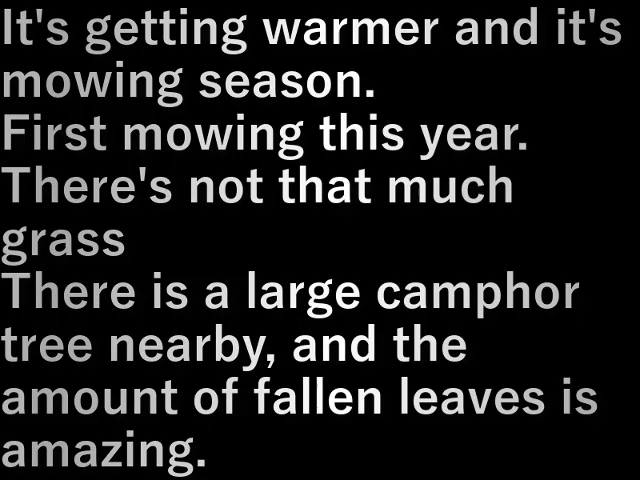 It's getting warmer and it's
mowing season.
First mowing this year.
There's not that much
grass
There is a large camphor
tree nearby, and the
amount of fallen leaves is
amazing.